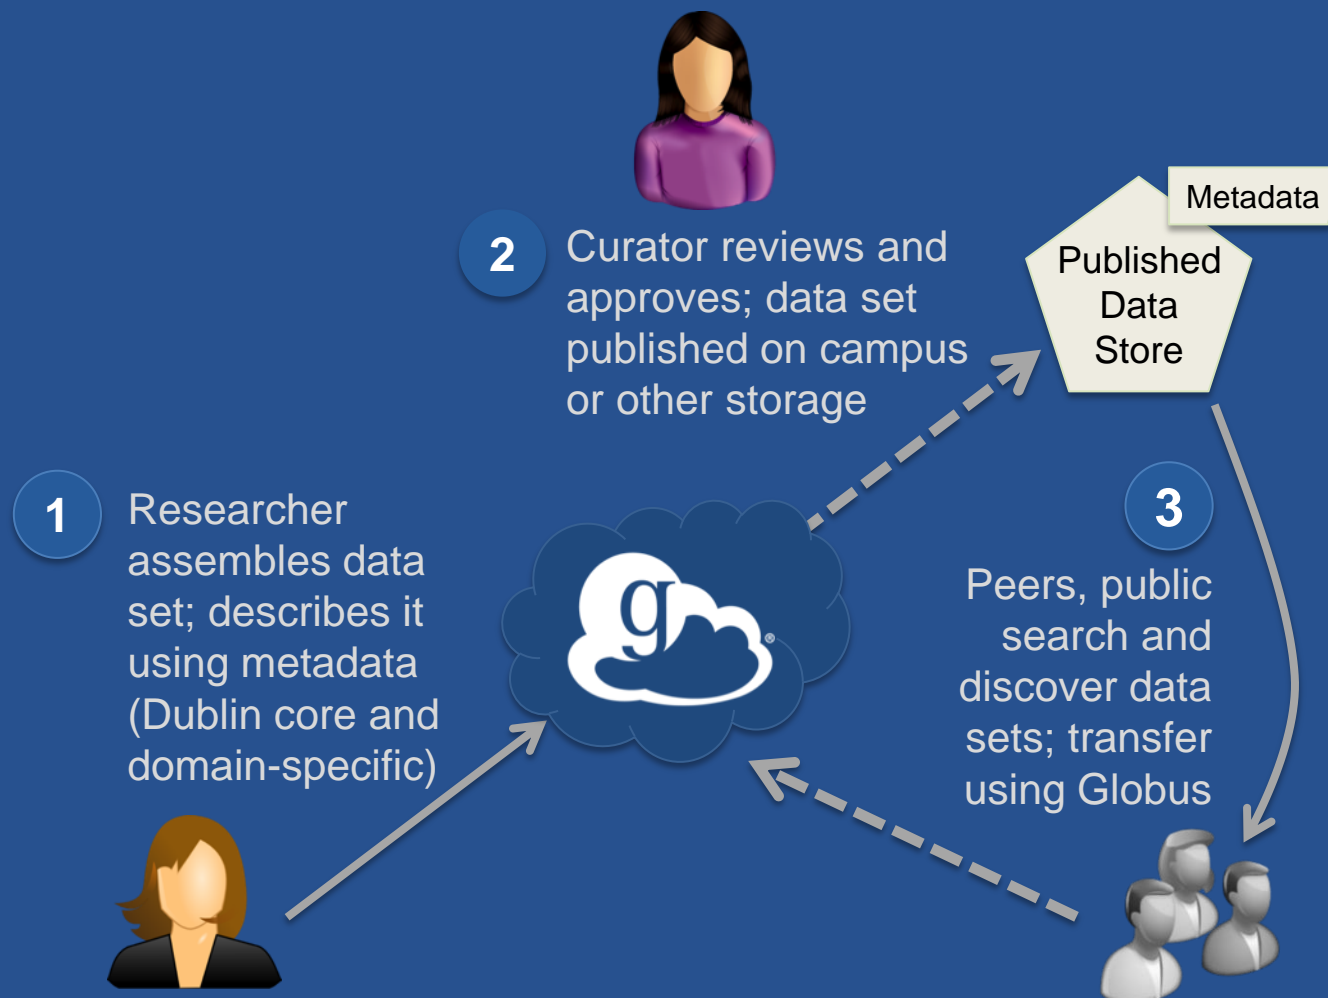 1
Researcher
assembles data
set; describes it
using metadata
(Dublin core and
domain-specific)
2
Curator reviews and
approves; data set
published on campus
or other storage
Metadata
Published
Data
Store
g
®
3
Peers, public
search and
discover data
sets; transfer
using Globus